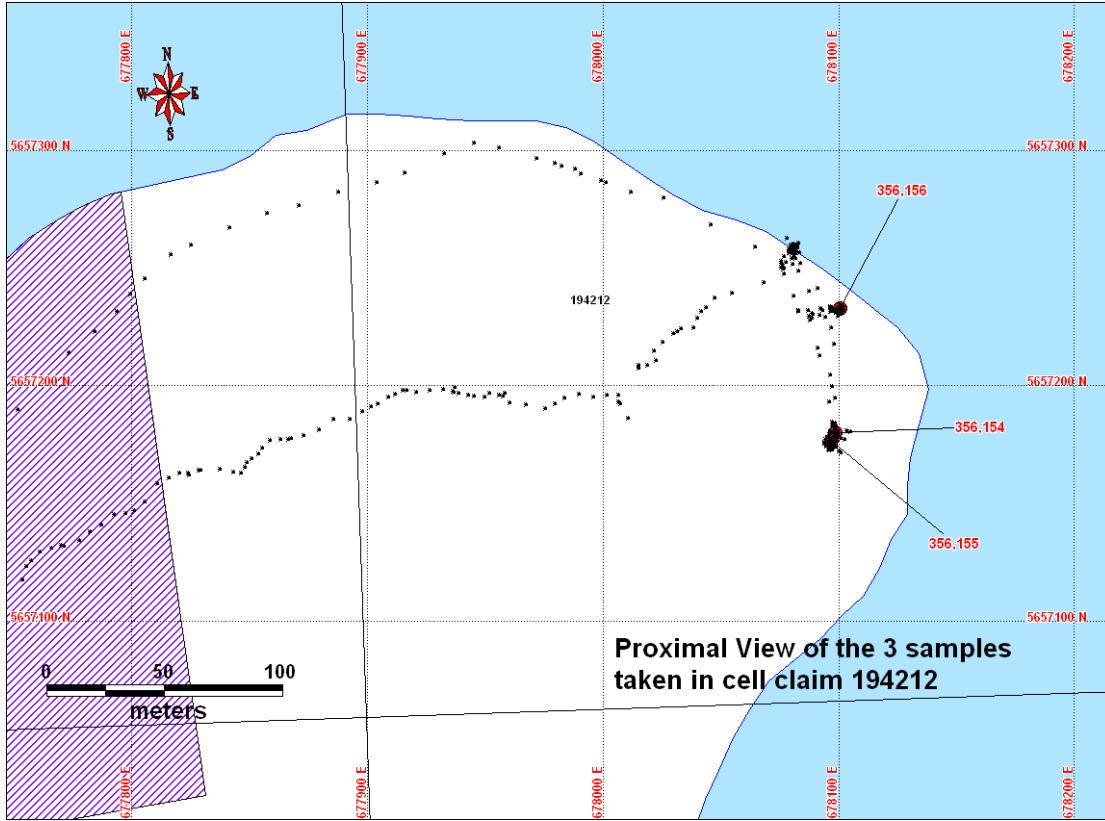 677800 E
677900 E
678000 E
678100 E
678200 E
N
W E
S
5657300 N
5657300 N
356,156
194212
5657200 N
5657200 N
356,154
356,155
5657100 N
5657100 N
Proximal View of the 3 samples
taken in cell claim 194212
0 50 100
meters
677800 E
677900 E
678000 E
678100 E
678200 E